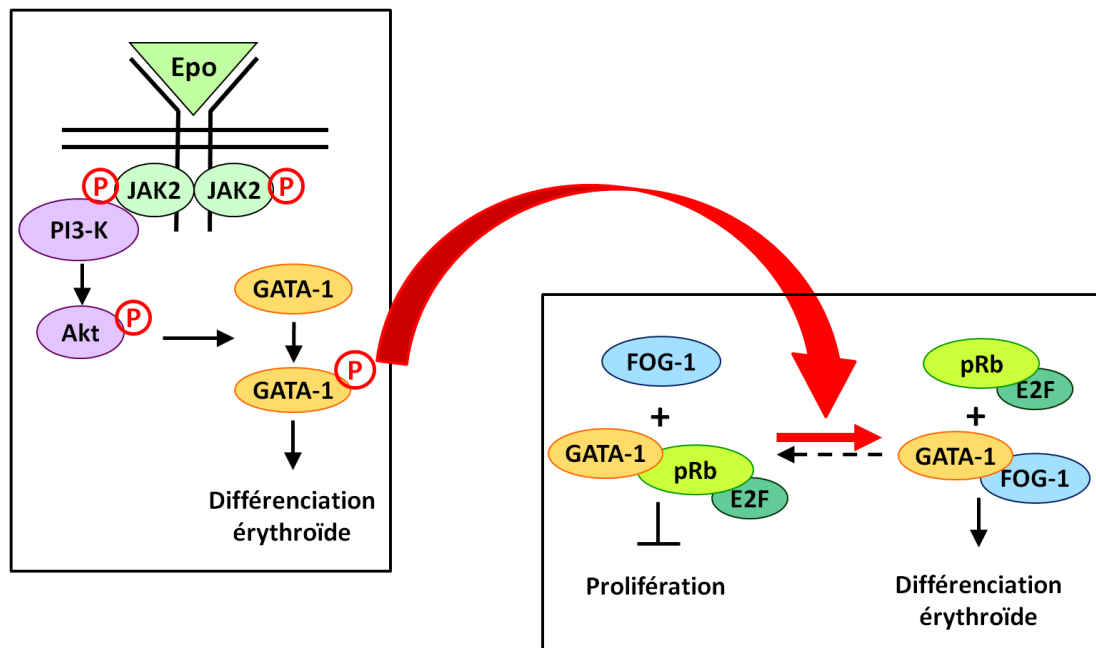 Epo
P
JAK2
JAK2
P
PI3-K
Akt
P
GATA-1
GATA-1
P
Différenciation
érythroïde
FOG-1
+
GATA-1
pRb
E2F
Prolifération
pRb
E2F
+
GATA-1
FOG-1
Différenciation
érythroïde